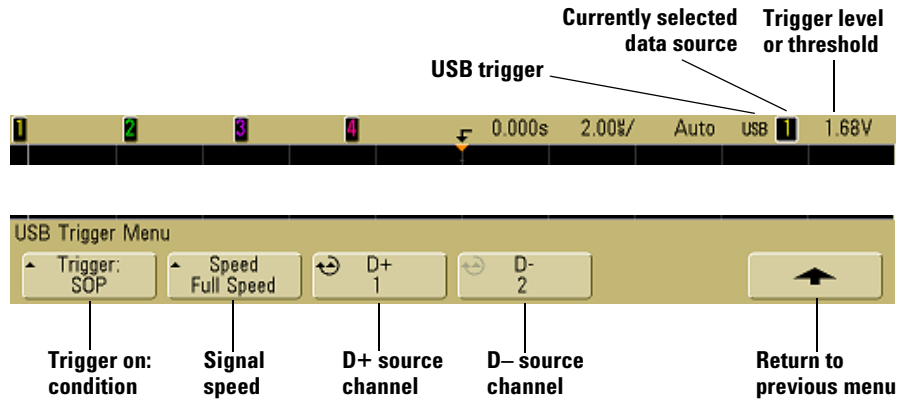 Currently selected
data source
Trigger level
or threshold
USB trigger
1 2 3 4 0.000s 2.00␍/ Auto USB 1 1.68V
USB Trigger Menu
Trigger:
SOP
Speed
Full Speed
D+
1
D-
2
Trigger on:
condition
Signal
speed
D+ source
channel
D– source
channel
Return to
previous menu